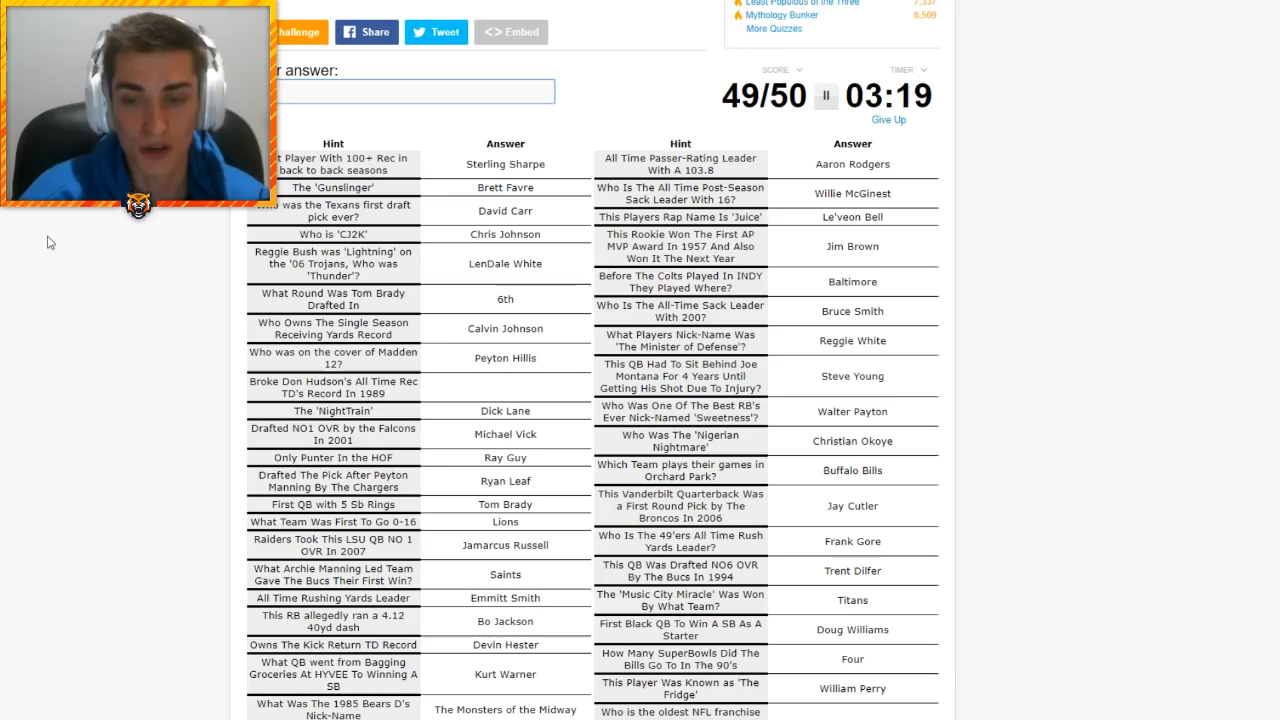 Least Populous of the Three 7,337
Mythology Bunker 6,509
More Quizzes
hallenge
Share
Tweet
<> Embed
r answer:
SCORE
TIMER
49/50
03:19
Give Up
Hint Answer
t Player With 100+ Rec in
back to back seasons
Sterling Sharpe
The 'Gunslinger'
Brett Favre
was the Texans first draft
pick ever?
David Carr
Who is 'CJ2K'
Chris Johnson
Reggie Bush was 'Lightning' on
the '06 Trojans, Who was
'Thunder'?
LenDale White
What Round Was Tom Brady
Drafted In
6th
Who Owns The Single Season
Receiving Yards Record
Calvin Johnson
Who was on the cover of Madden
12?
Peyton Hillis
Broke Don Hudson's All Time Rec
TD's Record In 1989
The 'NightTrain'
Dick Lane
Drafted NO1 OVR by the Falcons
In 2001
Michael Vick
Only Punter In the HOF
Ray Guy
Drafted The Pick After Peyton
Manning By The Chargers
Ryan Leaf
First QB with 5 Sb Rings
Tom Brady
What Team Was First To Go 0-16
Lions
Raiders Took This LSU QB NO 1
OVR In 2007
Jamarcus Russell
What Archie Manning Led Team
Gave The Bucs Their First Win?
Saints
All Time Rushing Yards Leader
Emmitt Smith
This RB allegedly ran a 4.12
40yd dash
Bo Jackson
Owns The Kick Return TD Record
Devin Hester
What QB went from Bagging
Groceries At HYVEE To Winning A
SB
Kurt Warner
What Was The 1985 Bears D's
Nick-Name
The Monsters of the Midway
Hint Answer
All Time Passer-Rating Leader
With A 103.8
Aaron Rodgers
Who Is The All Time Post-Season
Sack Leader With 16?
Willie McGinest
This Players Rap Name Is 'Juice'
Le'veon Bell
This Rookie Won The First AP
MVP Award In 1957 And Also
Won It The Next Year
Jim Brown
Before The Colts Played In INDY
They Played Where?
Baltimore
Who Is The All-Time Sack Leader
With 200?
Bruce Smith
What Players Nick-Name Was
'The Minister of Defense'?
Reggie White
This QB Had To Sit Behind Joe
Montana For 4 Years Until
Getting His Shot Due To Injury?
Steve Young
Who Was One Of The Best RB's
Ever Nick-Named 'Sweetness'?
Walter Payton
Who Was The 'Nigerian
Nightmare'
Christian Okoye
Which Team plays their games in
Orchard Park?
Buffalo Bills
This Vanderbilt Quarterback Was
a First Round Pick by The
Broncos In 2006
Jay Cutler
Who Is The 49'ers All Time Rush
Yards Leader?
Frank Gore
This QB Was Drafted NO6 OVR
By The Bucs In 1994
Trent Dilfer
The 'Music City Miracle' Was Won
By What Team?
Titans
First Black QB To Win A SB As A
Starter
Doug Williams
How Many SuperBowls Did The
Bills Go To In The 90's
Four
This Player Was Known as 'The
Fridge'
William Perry
Who is the oldest NFL franchise